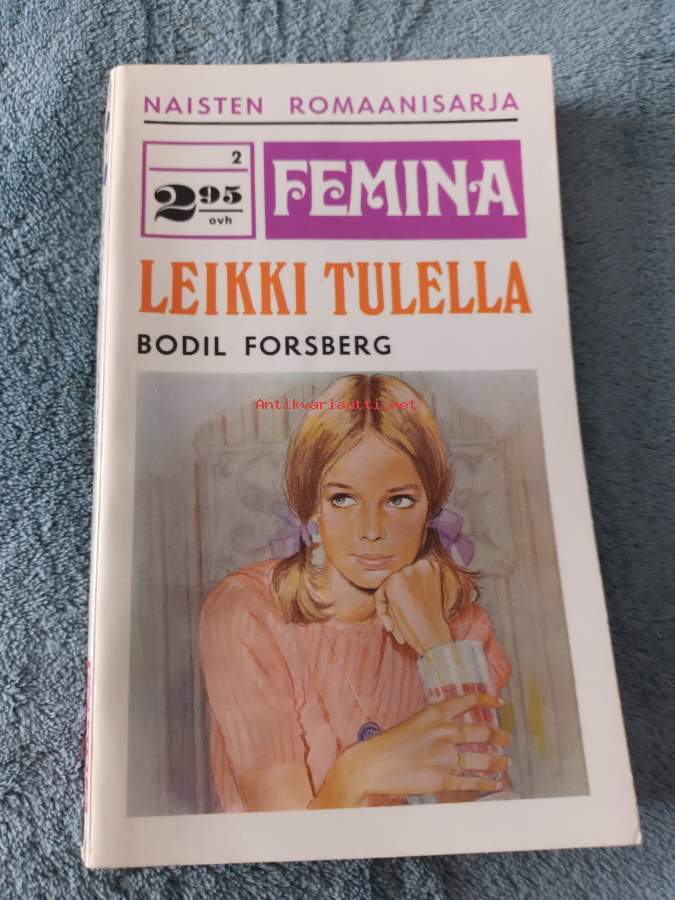 NAISTEN ROMAANISARJA
2
2 95
ovh
FEMINA
LEIKKI TULELLA
BODIL FORSBERG
Antikvariaatti.net